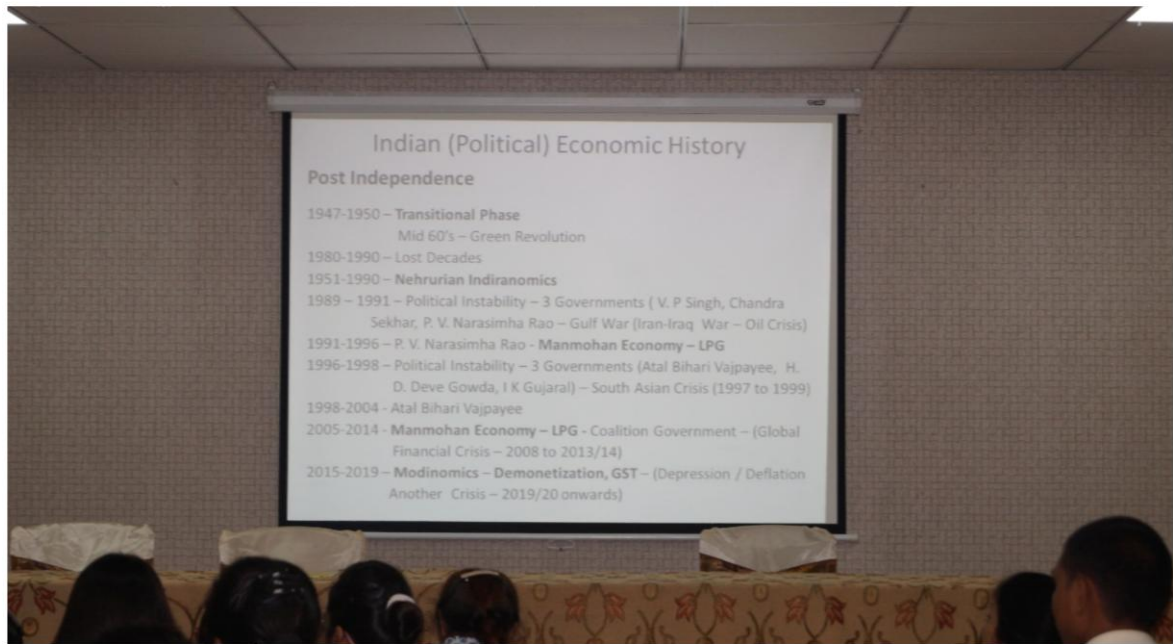 Indian (Political) Economic History
Post Independence
1947-1950 – Transitional Phase
Mid 60's – Green Revolution
1980-1990 – Lost Decades
1951-1990 – Nehrurian Indiranomics
1989 – 1991 – Political Instability – 3 Governments ( V. P Singh, Chandra
Sekhar, P. V. Narasimha Rao – Gulf War (Iran-Iraq War – Oil Crisis)
1991-1996 – P. V. Narasimha Rao - Manmohan Economy – LPG
1996-1998 – Political Instability – 3 Governments (Atal Bihari Vajpayee, H.
D. Deve Gowda, I K Gujaral) – South Asian Crisis (1997 to 1999)
1998-2004 - Atal Bihari Vajpayee
2005-2014 - Manmohan Economy – LPG - Coalition Government – (Global
Financial Crisis – 2008 to 2013/14)
2015-2019 – Modinomics – Demonetization, GST – (Depression / Deflation
Another Crisis – 2019/20 onwards)